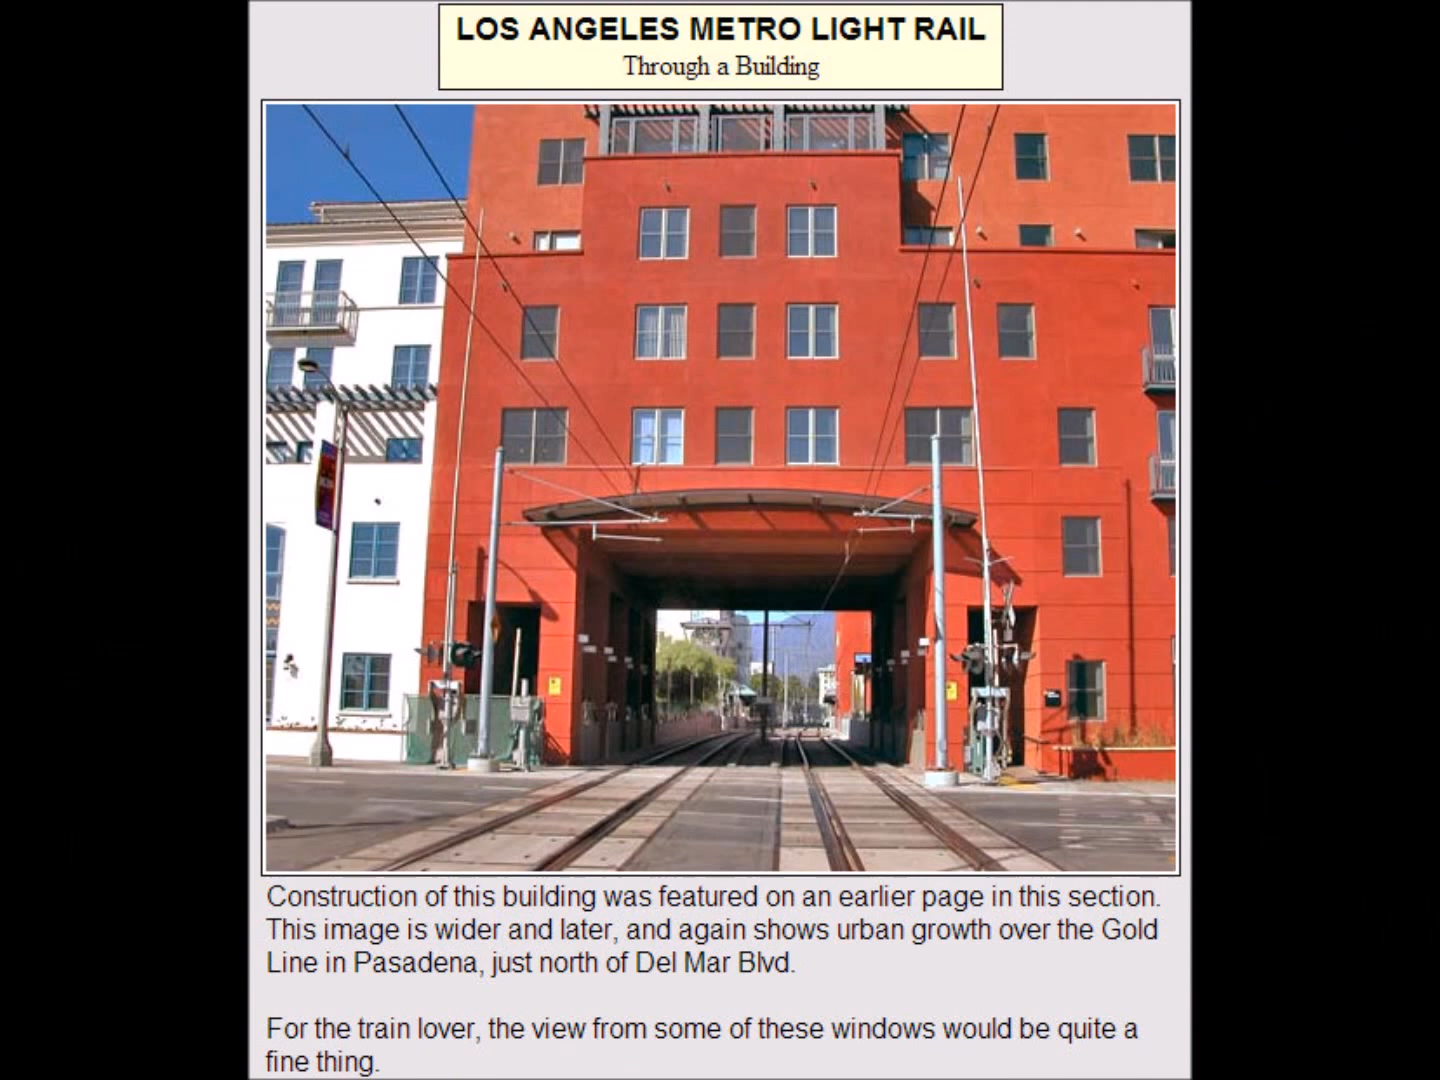 LOS ANGELES METRO LIGHT RAIL
Through a Building
Construction of this building was featured on an earlier page in this section.
This image is wider and later, and again shows urban growth over the Gold
Line in Pasadena, just north of Del Mar Blvd.
For the train lover, the view from some of these windows would be quite a
fine thing.